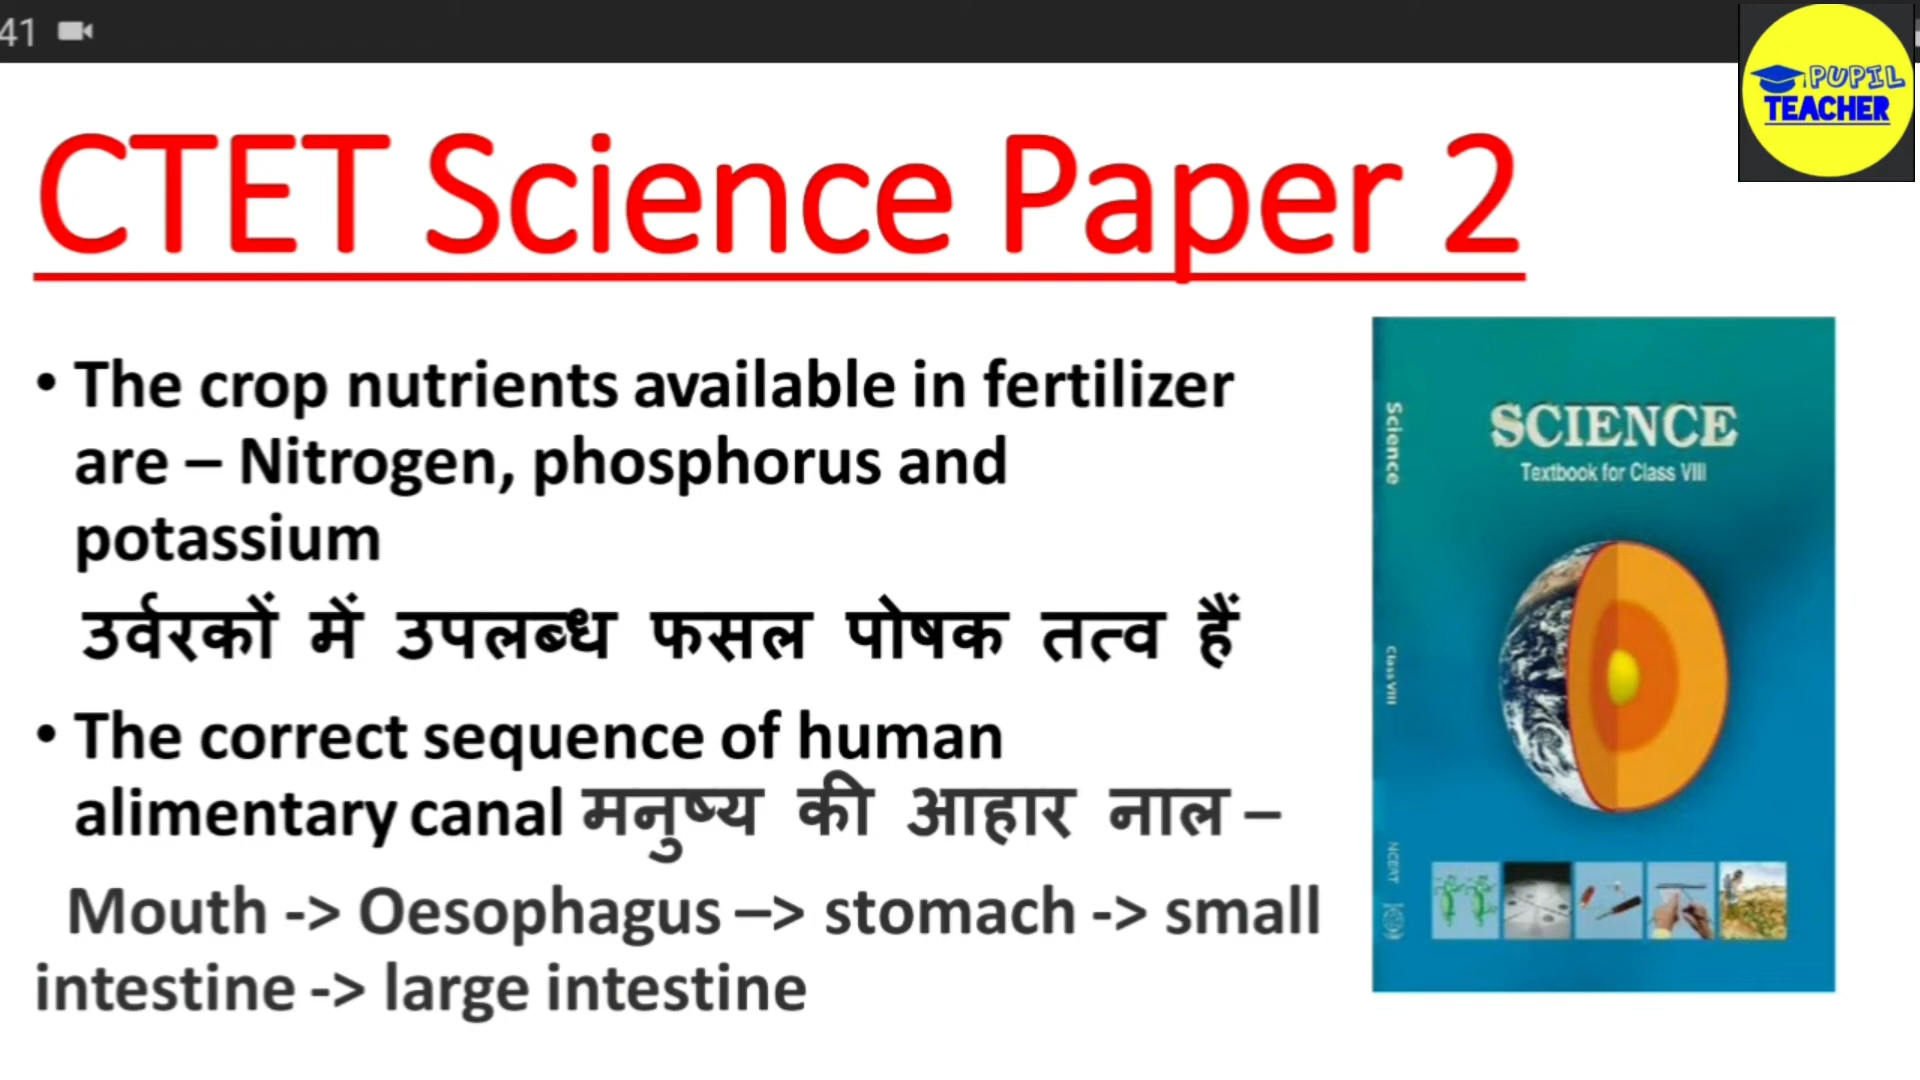 41
PUPIL
TEACHER
CTET Science Paper 2
• The crop nutrients available in fertilizer
are – Nitrogen, phosphorus and
potassium
उर्वरकों में उपलब्ध फसल पोषक तत्व हैं
• The correct sequence of human
alimentary canal मनुष्य की आहार नाल –
Mouth -> Oesophagus –> stomach -> small
intestine -> large intestine
Science
SCIENCE
Textbook for Class VIII
Class VIII
NCERT